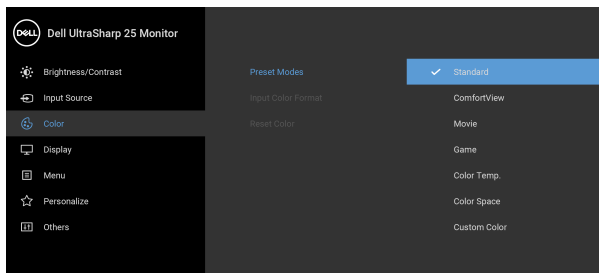 DELL Dell UltraSharp 25 Monitor
Brightness/Contrast
Input Source
Color
Display
Menu
Personalize
Others
Preset Modes
Input Color Format
Reset Color
Standard
ComfortView
Movie
Game
Color Temp.
Color Space
Custom Color